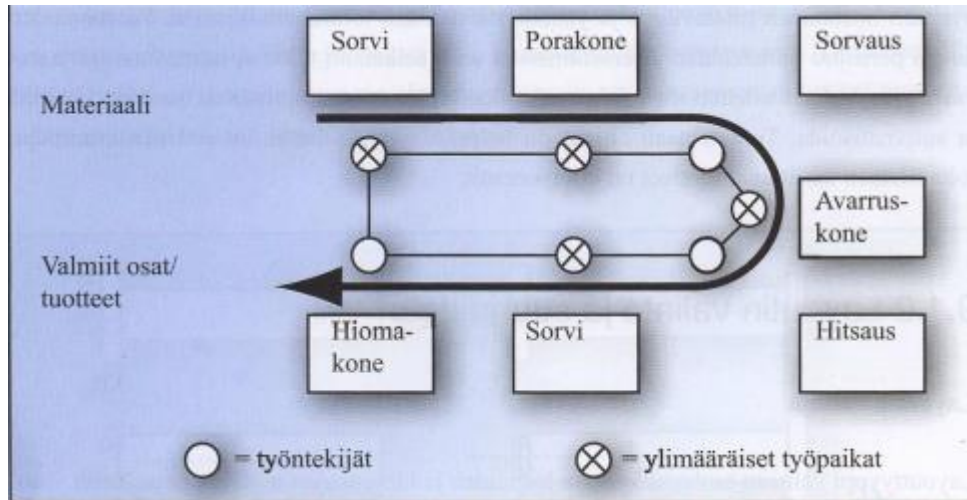 Sorvi
Porakone
Sorvaus
Materiaali
Avarrus-
kone
Valmiit osat/
tuotteet
Hioma-
kone
Sorvi
Hitsaus
= työntekijät
= ylimääräiset työpaikat